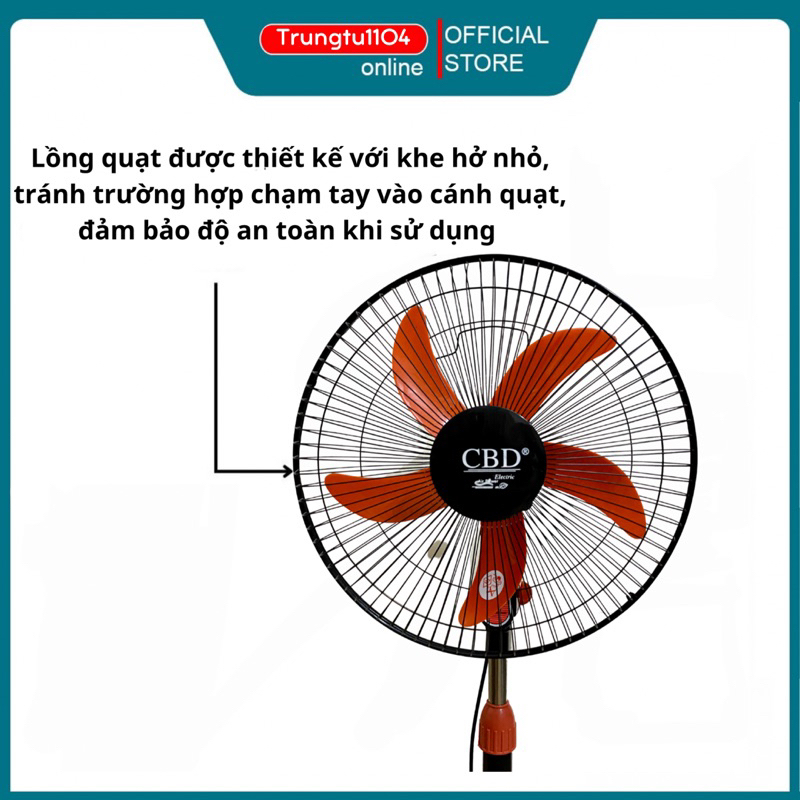 Trungtu1104
online
OFFICIAL
STORE
Lồng quạt được thiết kế với khe hở nhỏ,
tránh trường hợp chạm tay vào cánh quạt,
đảm bảo độ an toàn khi sử dụng
CBD®
Electric